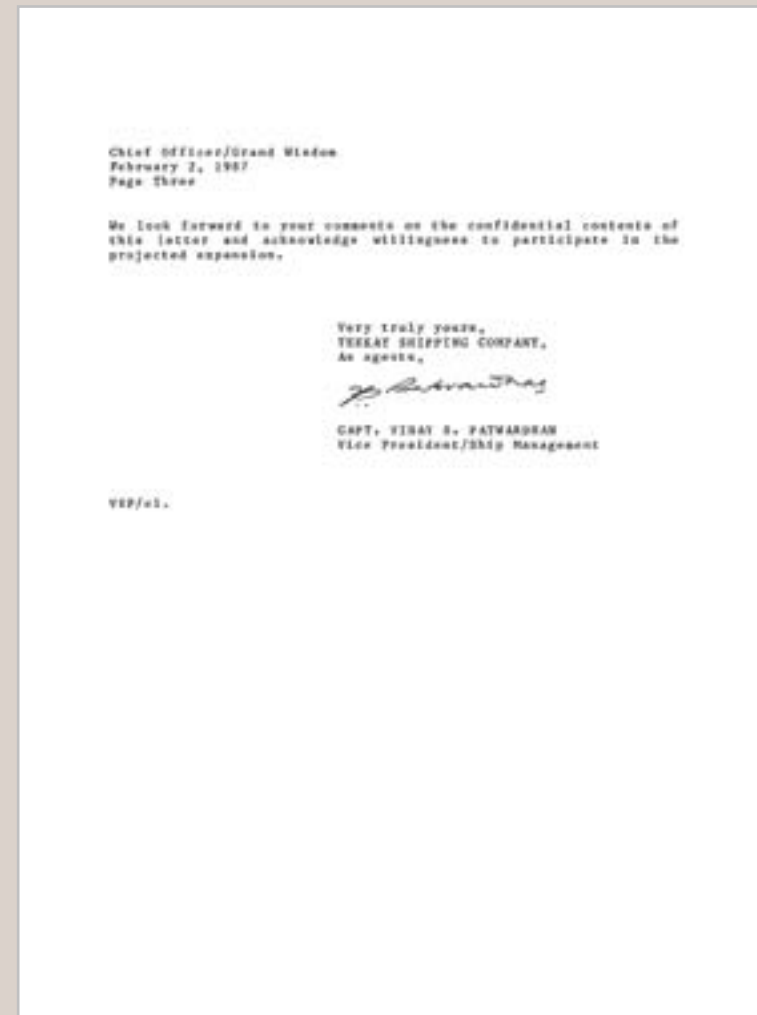 Chief Officer/Grand Wisdom
February 2, 1987
Page Three
We look forward to your comments on the confidential contents of
this letter and acknowledge willingness to participate in the
projected expansion.
Very truly yours,
TEEKAY SHIPPING COMPANY,
As agents,
CAPT. VINAY S. PATWARDHAN
Vice President/Ship Management
VSP/el.